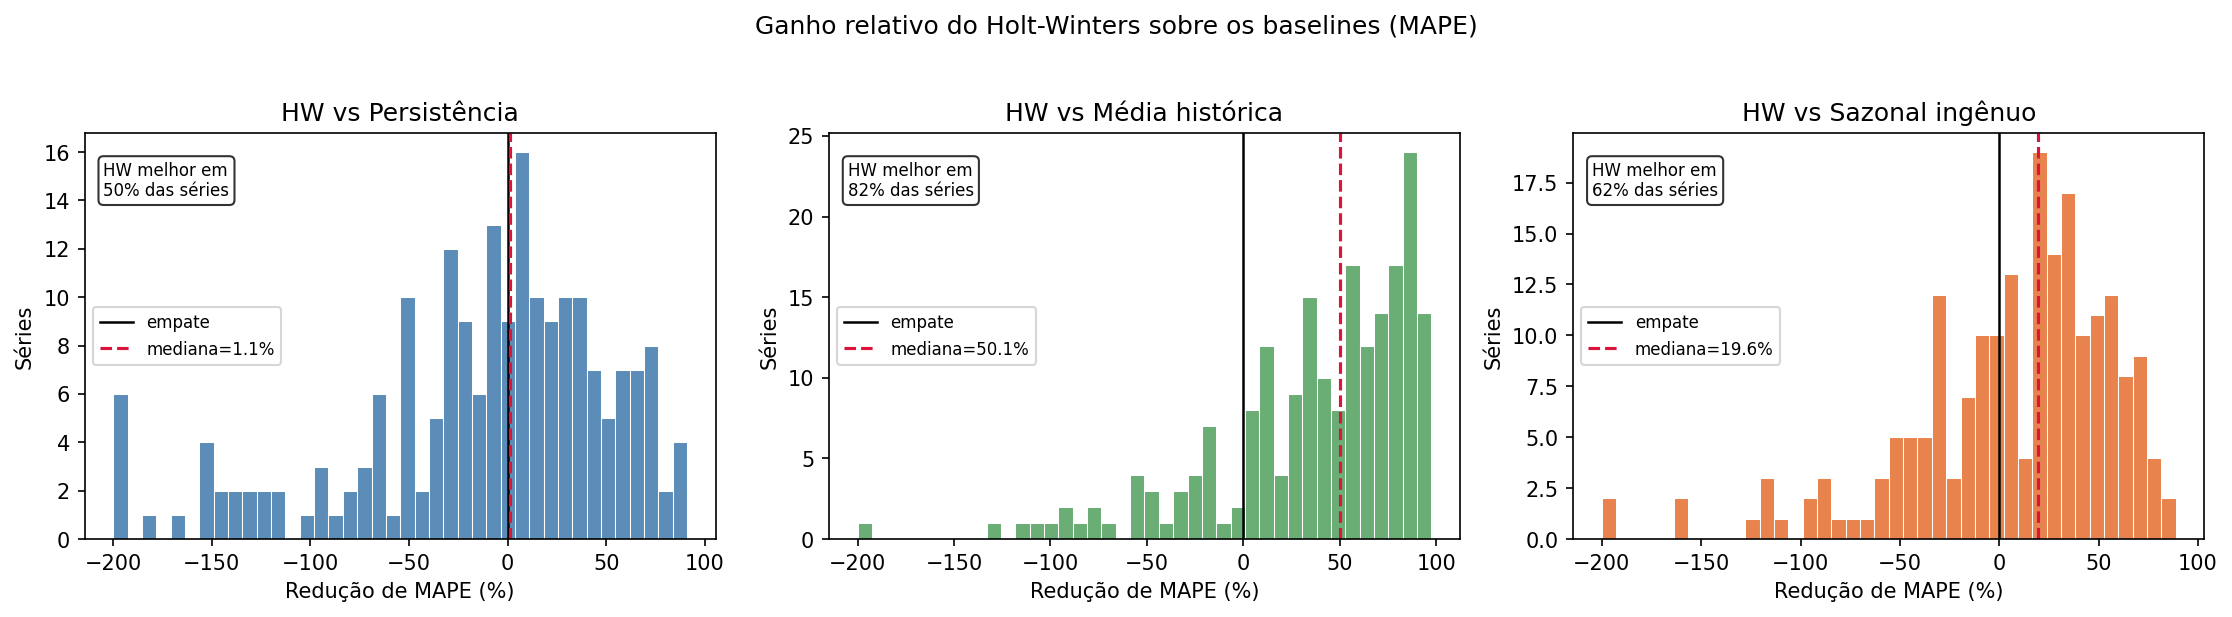 Ganho relativo do Holt-Winters sobre os baselines (MAPE)
HW vs Persistência
16
14
12
10
8
6
4
2
0
Séries
HW melhor em
50% das séries
empate
mediana=1.1%
−200
−150
−100
−50
0
50
100
Redução de MAPE (%)
HW vs Média histórica
25
20
15
10
5
0
Séries
HW melhor em
82% das séries
empate
mediana=50.1%
−200
−150
−100
−50
0
50
100
Redução de MAPE (%)
HW vs Sazonal ingênuo
17.5
15.0
12.5
10.0
7.5
5.0
2.5
0.0
Séries
HW melhor em
62% das séries
empate
mediana=19.6%
−200
−150
−100
−50
0
50
100
Redução de MAPE (%)